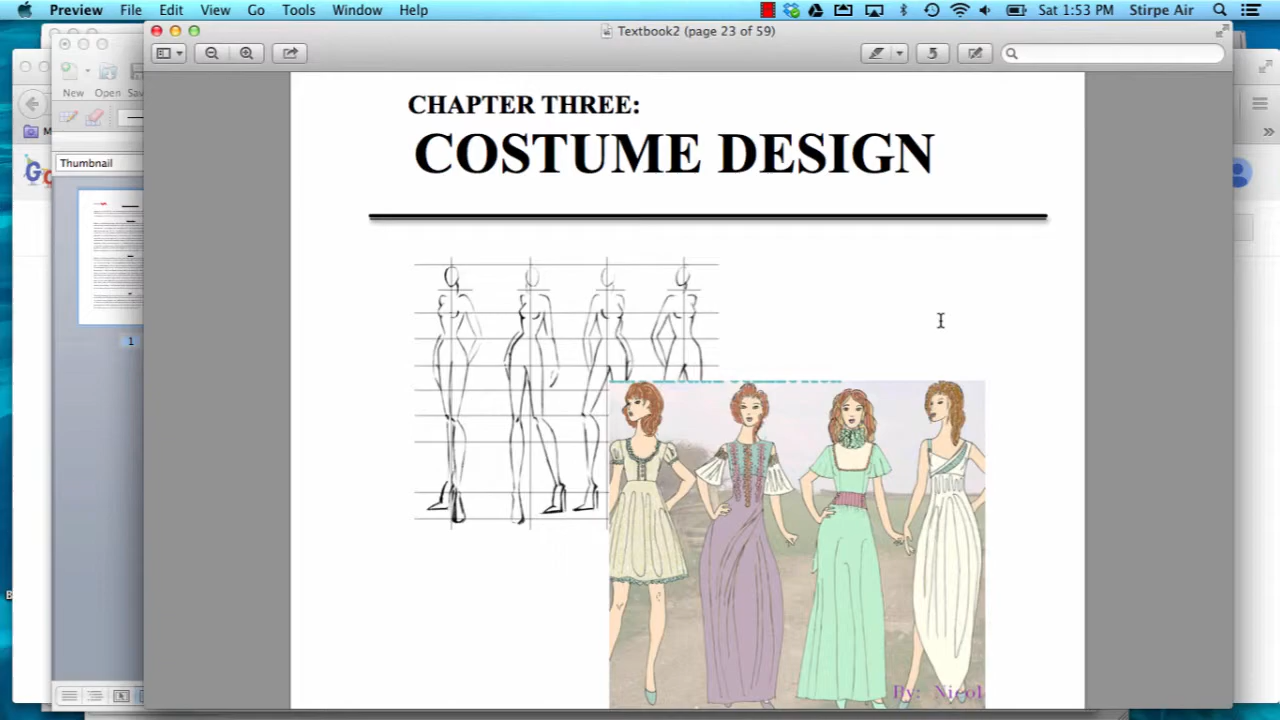 Preview File Edit View Go Tools Window Help Sat 1:53 PM Stirpe Air
Textbook2 (page 23 of 59)
New Open
Thumbnail
1
CHAPTER THREE:
COSTUME DESIGN
By: Nicol